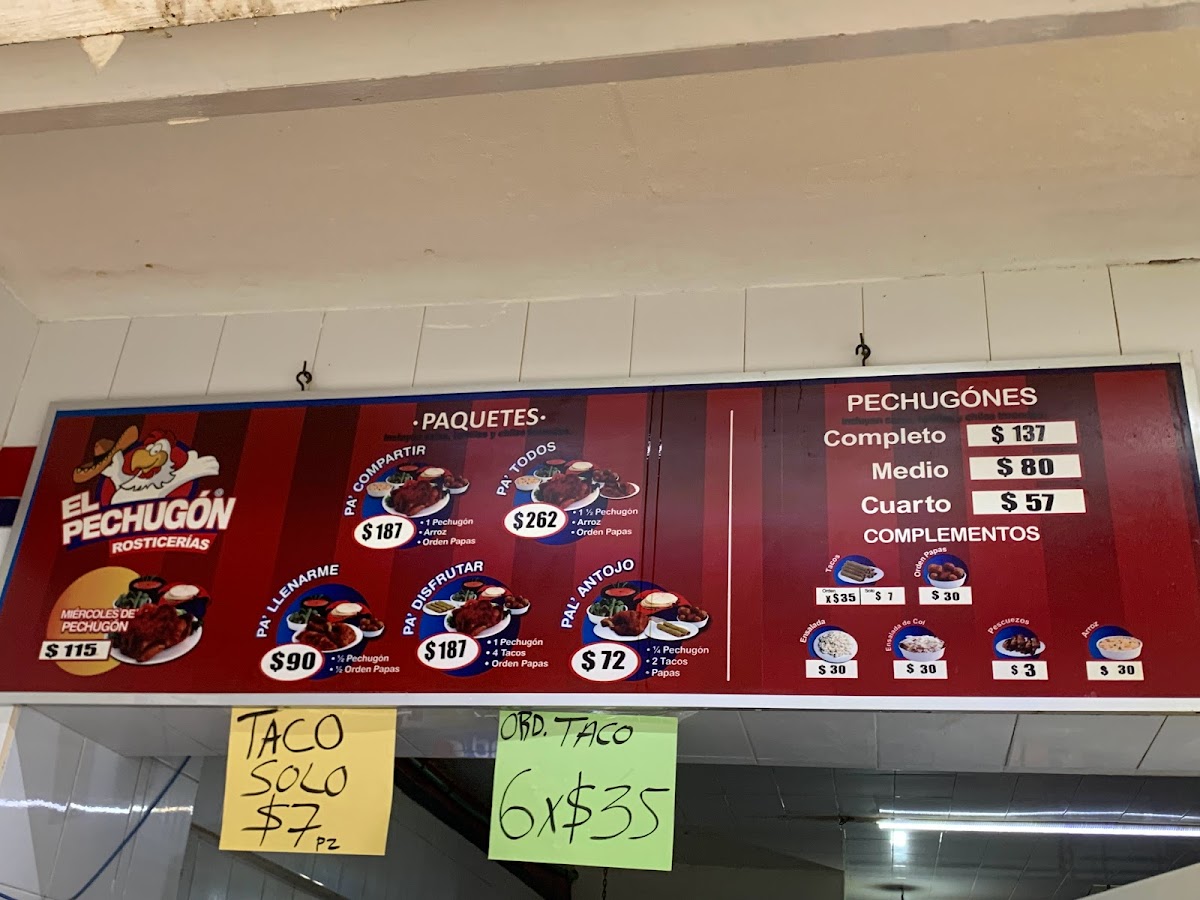 EL
PECHUGÓN
ROSTICERÍAS
MIÉRCOLES DE
PECHUGÓN
$ 115
·PAQUETES·
PA' COMPARTIR
$187
• 1 Pechugón
• Arroz
• Orden Papas
PA' TODOS
$262
• 1 ½ Pechugón
• Arroz
• Orden Papas
PA' LLENARME
$90
• ½ Pechugón
• ½ Orden Papas
PA' DISFRUTAR
$187
• 1 Pechugón
• 4 Tacos
• Orden Papas
PAL' ANTOJO
$72
• ¼ Pechugón
• 2 Tacos
• Papas
PECHUGÓNES
Completo $ 137
Medio $ 80
Cuarto $ 57
COMPLEMENTOS
Tacos
Orden
x$35
Solo
$ 7
Orden Papas
$ 30
Ensalada
$ 30
Ensalada de Col
$ 30
Pescuezos
$ 3
Arroz
$ 30
TACO
SOLO
$7 PZ
ORD. TACO
6x$35